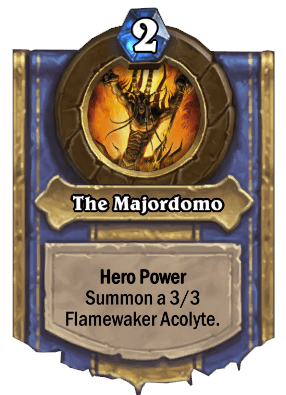 2
The Majordomo
Hero Power
Summon a 3/3
Flamewaker Acolyte.